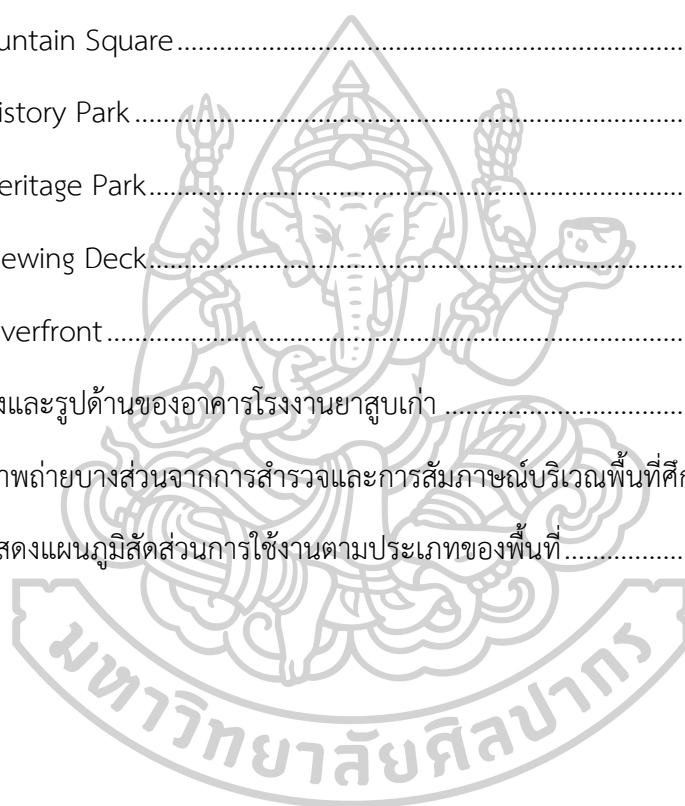 untain Square
istory Park
eritage Park
ewing Deck
verfront
งและรูปด้านของอาคารโรงงานยาสูบเก่า
าพถ่ายบางส่วนจากการสำรวจและการสัมภาษณ์บริเวณพื้นที่ศึก
สดงแผนภูมิสัดส่วนการใช้งานตามประเภทของพื้นที่
มหาวิทยาลัยศิลปากร